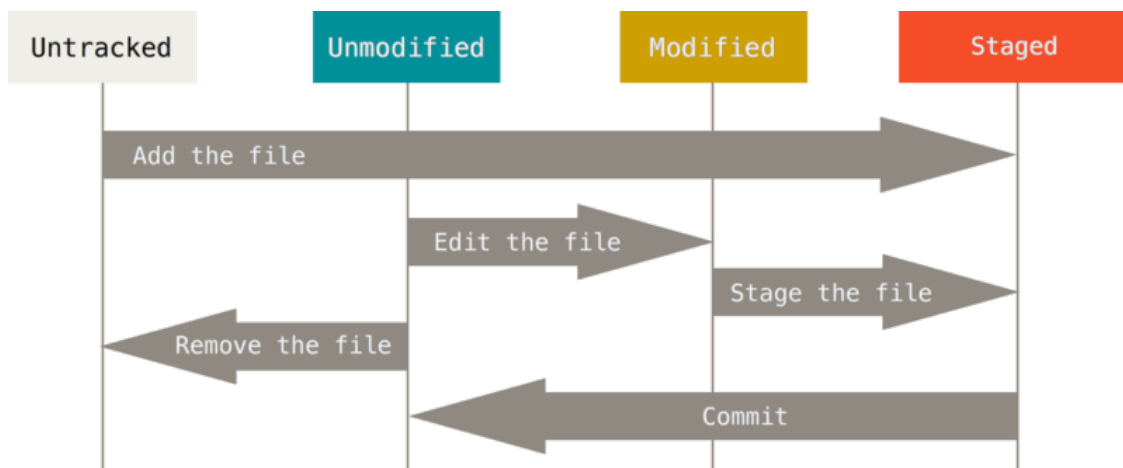 Untracked
Unmodified
Modified
Staged
Add the file
Edit the file
Stage the file
Remove the file
Commit